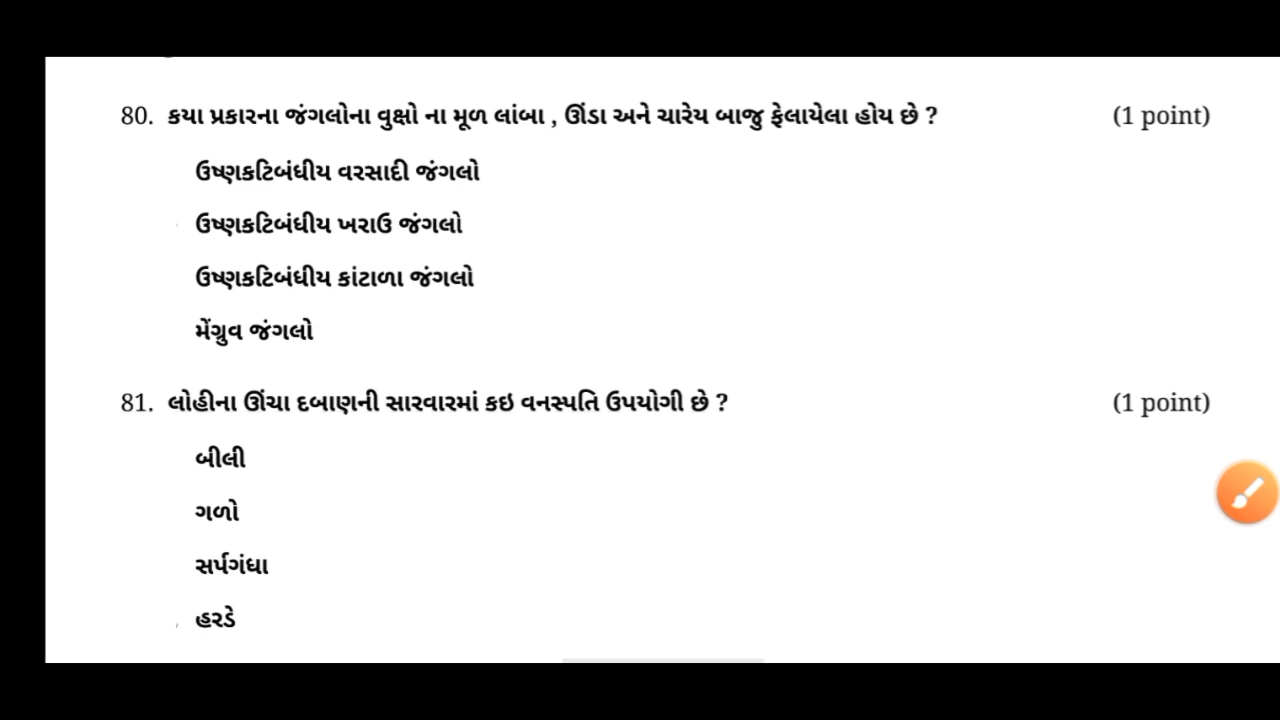 80. કયા પ્રકારના જંગલોના વુક્ષો ના મૂળ લાંબા , ઊંડા અને ચારેય બાજુ ફેલાયેલા હોય છે ? (1 point)
ઉષ્ણકટિબંધીય વરસાદી જંગલો
ઉષ્ણકટિબંધીય ખરાઉ જંગલો
ઉષ્ણકટિબંધીય કાંટાળા જંગલો
મેંગ્રુવ જંગલો
81. લોહીના ઊંચા દબાણની સારવારમાં કઇ વનસ્પતિ ઉપયોગી છે ? (1 point)
બીલી
ગળો
સર્પગંધા
હરડે